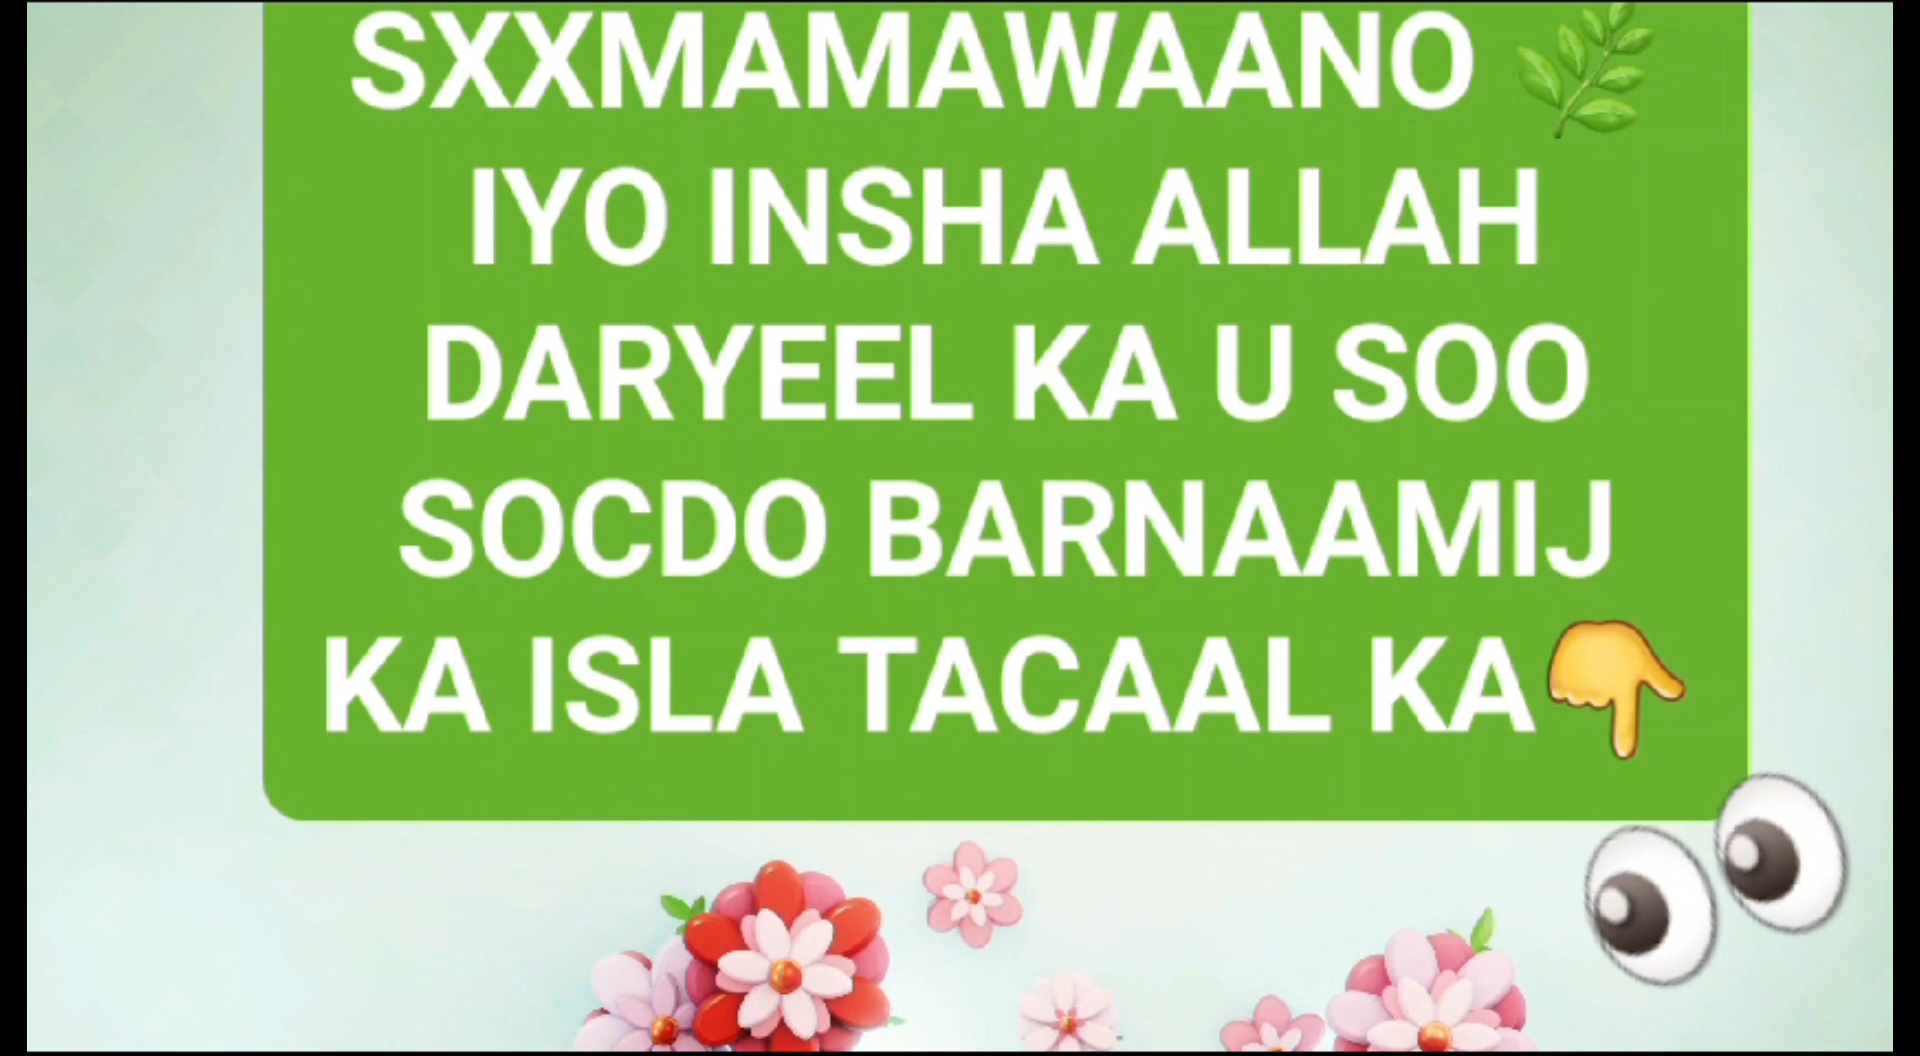 SXXMAMAWAANO 🌿
IYO INSHA ALLAH
DARYEEL KA U SOO
SOCDO BARNAAMIJ
KA ISLA TACAAL KA👇